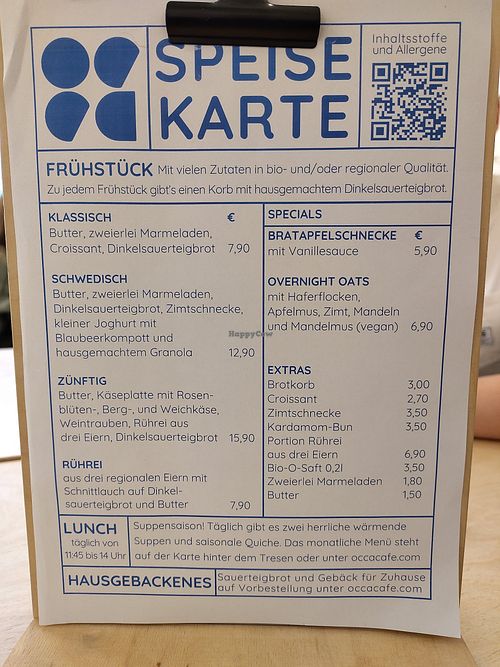 SPEISE
KARTE
Inhaltsstoffe
und Allergene
FRÜHSTÜCK Mit vielen Zutaten in bio- und/oder regionaler Qualität.
Zu jedem Frühstück gibt's einen Korb mit hausgemachtem Dinkelsauerteigbrot.
KLASSISCH €
Butter, zweierlei Marmeladen,
Croissant, Dinkelsauerteigbrot 7,90
SCHWEDISCH
Butter, zweierlei Marmeladen,
Dinkelsauerteigbrot, Zimtschnecke,
kleiner Joghurt mit
Blaubeerkompott und
hausgemachtem Granola 12,90
ZÜNFTIG
Butter, Käseplatte mit Rosen-
blüten-, Berg-, und Weichkäse,
Weintrauben, Rührei aus
drei Eiern, Dinkelsauerteigbrot 15,90
RÜHREI
aus drei regionalen Eiern mit
Schnittlauch auf Dinkel-
sauerteigbrot und Butter 7,90
SPECIALS
BRATAPFELSCHNECKE €
mit Vanillesauce 5,90
OVERNIGHT OATS
mit Haferflocken,
Apfelmus, Zimt, Mandeln
und Mandelmus (vegan) 6,90
EXTRAS
Brotkorb 3,00
Croissant 2,70
Zimtschnecke 3,50
Kardamom-Bun 3,50
Portion Rührei
aus drei Eiern 6,90
Bio-O-Saft 0,2l 3,50
Zweierlei Marmeladen 1,80
Butter 1,50
LUNCH
täglich von
11:45 bis 14 Uhr
Suppensaison! Täglich gibt es zwei herrliche wärmende
Suppen und saisonale Quiche. Das monatliche Menü steht
auf der Karte hinter dem Tresen oder unter occacafe.com
HAUSGEBACKENES
Sauerteigbrot und Gebäck für Zuhause
auf Vorbestellung unter occacafe.com
HappyCow